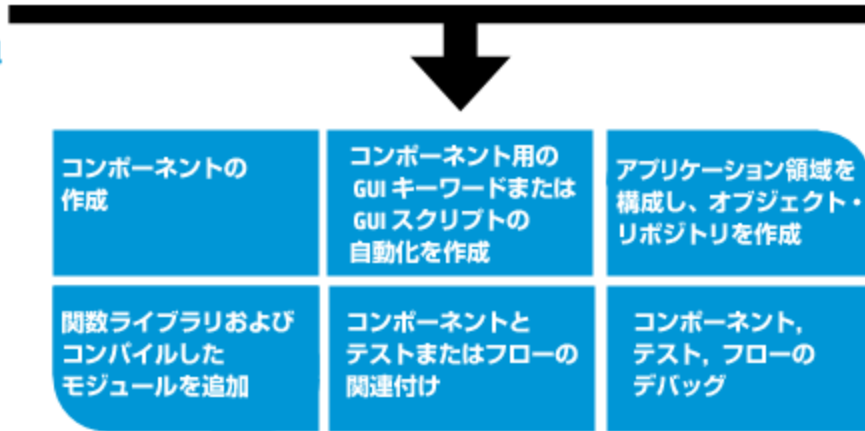 コンポーネントの
作成
コンポーネント用の
GUI キーワードまたは
GUI スクリプトの
自動化を作成
アプリケーション領域を
構成し、オブジェクト・
リポジトリを作成
関数ライブラリおよび
コンパイルした
モジュールを追加
コンポーネントと
テストまたはフローの
関連付け
コンポーネント,
テスト, フローの
デバッグ